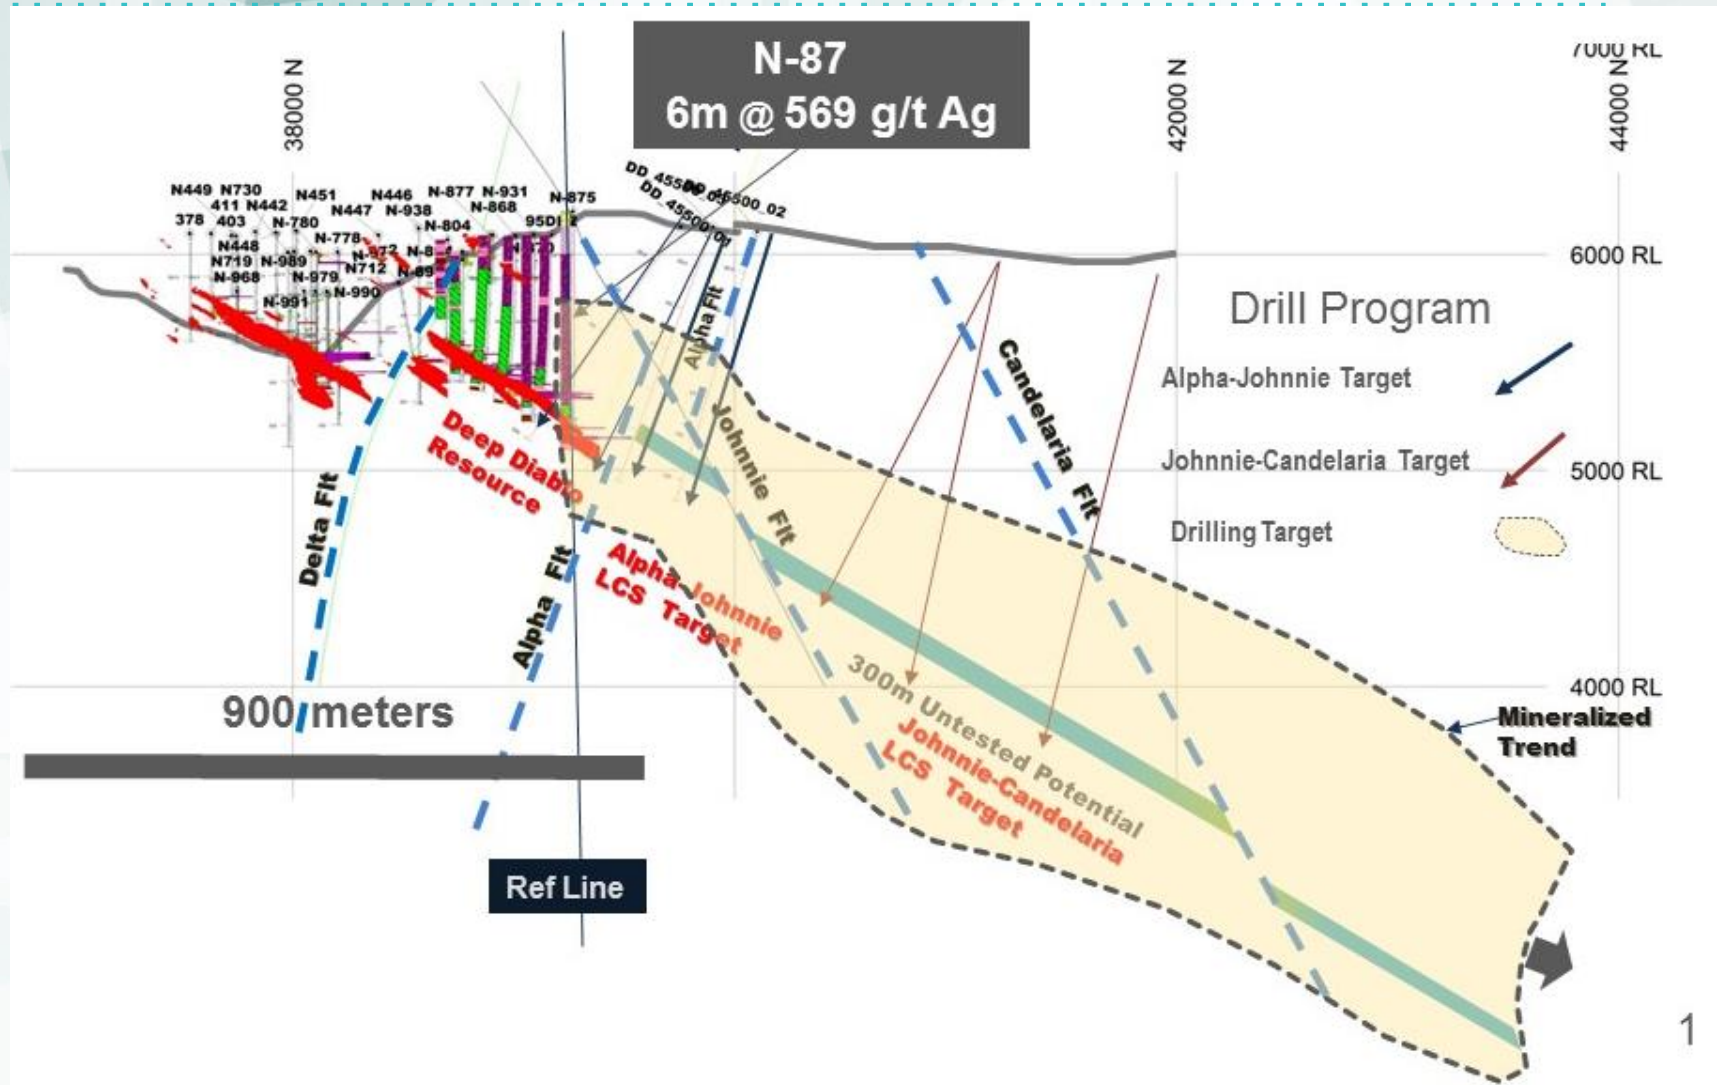 N-87
6m @ 569 g/t Ag
38000 N
42000 N
44000 N
7000 RL
6000 RL
5000 RL
4000 RL
N449 N730
411 N442
378 403
N-780
N451
N447
N446
N-938
N-877 N-931
N-868
N-804
N-875
N448
N-778
N719 N-989
N712
N-968
N-979
N-991
N-990
DD_45500_01
DD_45500_02
Drill Program
Alpha-Johnnie Target
Johnnie-Candelaria Target
Drilling Target
Alpha Flt
Johnnie Flt
Candelaria Flt
Deep Diablo
Resource
Delta Flt
Alpha Flt
Alpha-Johnnie
LCS Target
300m Untested Potential
Johnnie-Candelaria
LCS Target
Mineralized
Trend
900 meters
Ref Line
1